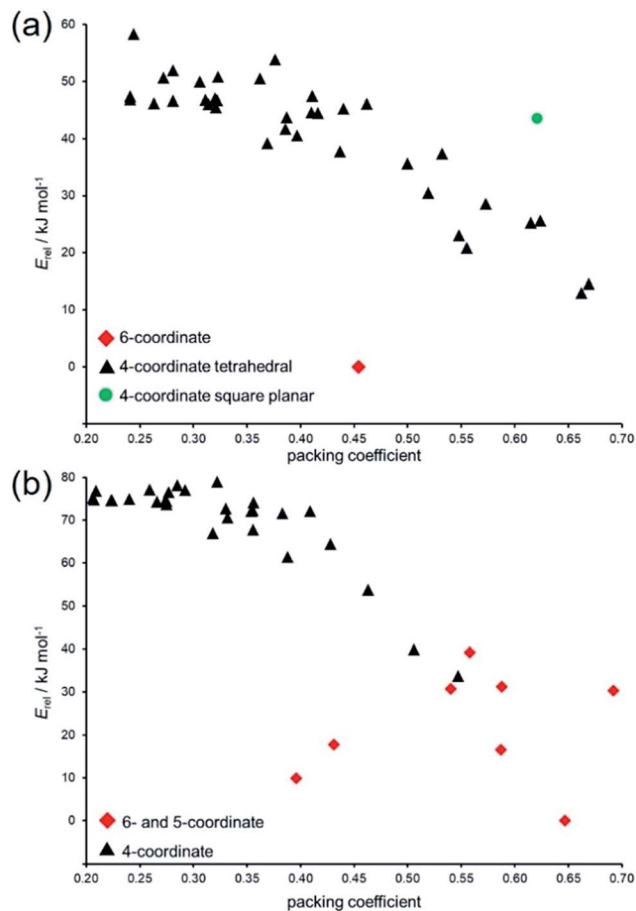 (a)
60
50
40
30
20
10
0
E_rel / kJ mol⁻¹
6-coordinate
4-coordinate tetrahedral
4-coordinate square planar
0.20 0.25 0.30 0.35 0.40 0.45 0.50 0.55 0.60 0.65 0.70
packing coefficient
(b)
80
70
60
50
40
30
20
10
0
E_rel / kJ mol⁻¹
6- and 5-coordinate
4-coordinate
0.20 0.25 0.30 0.35 0.40 0.45 0.50 0.55 0.60 0.65 0.70
packing coefficient